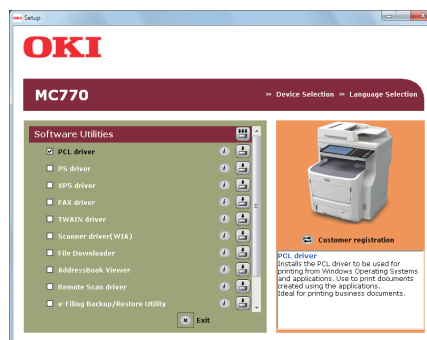 OKI Setup
OKI
MC770
» Device Selection » Language Selection
Software Utilities
PCL driver
PS driver
XPS driver
FAX driver
TWAIN driver
Scanner driver(WIA)
File Downloader
AddressBook Viewer
Remote Scan driver
e-Filing Backup/Restore Utility
Exit
Customer registration
PCL driver
Installs the PCL driver to be used for
printing from Windows Operating Systems
and applications. Use to print documents
created using the applications.
Ideal for printing business documents.